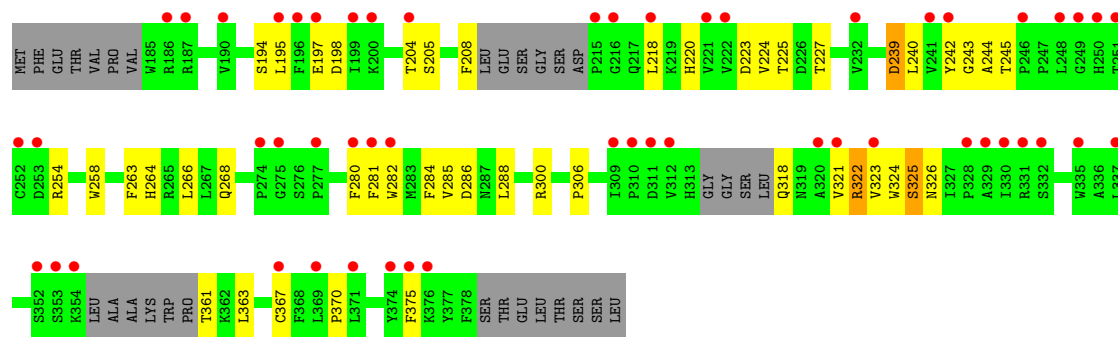 MET PHE GLU THR VAL PRO VAL W185 R186 R187 V190 S194 L195 F196 E197 D198 I199 K200 T204 S205 F208 LEU GLU SER GLY SER ASP P215 G216 Q217 L218 K219 H220 V221 V222 D223 V224 T225 D226 T227 V232 D239 L240 V241 Y242 G243 A244 T245 P246 P247 L248 G249 H250 T251
C252 D253 R254 W258 F263 H264 R265 L266 L267 Q268 P274 G275 S276 P277 F280 F281 W282 M283 F284 V285 D286 N287 L288 R300 P306 I309 P310 D311 V312 H313 GLY GLY SER LEU Q318 N319 A320 V321 R322 V323 W324 S325 N326 I327 P328 A329 I330 R331 S332 W335 A336 L337
S352 S353 K354 LEU ALA ALA LYS TRP PRO T361 K362 L363 C367 F368 L369 P370 L371 Y374 F375 K376 Y377 F378 SER THR GLU LEU THR SER SER LEU